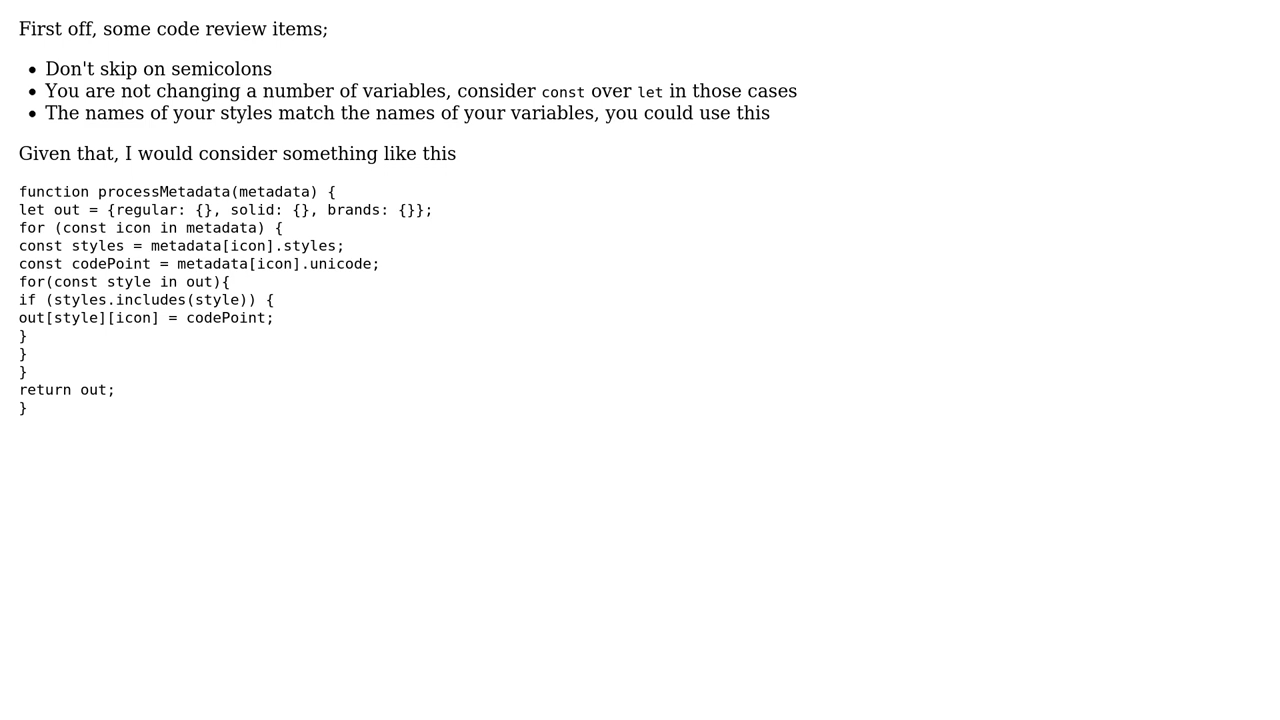 First off, some code review items;
• Don't skip on semicolons
• You are not changing a number of variables, consider const over let in those cases
• The names of your styles match the names of your variables, you could use this
Given that, I would consider something like this
function processMetadata(metadata) {
let out = {regular: {}, solid: {}, brands: {}};
for (const icon in metadata) {
const styles = metadata[icon].styles;
const codePoint = metadata[icon].unicode;
for(const style in out){
if (styles.includes(style)) {
out[style][icon] = codePoint;
}
}
}
return out;
}